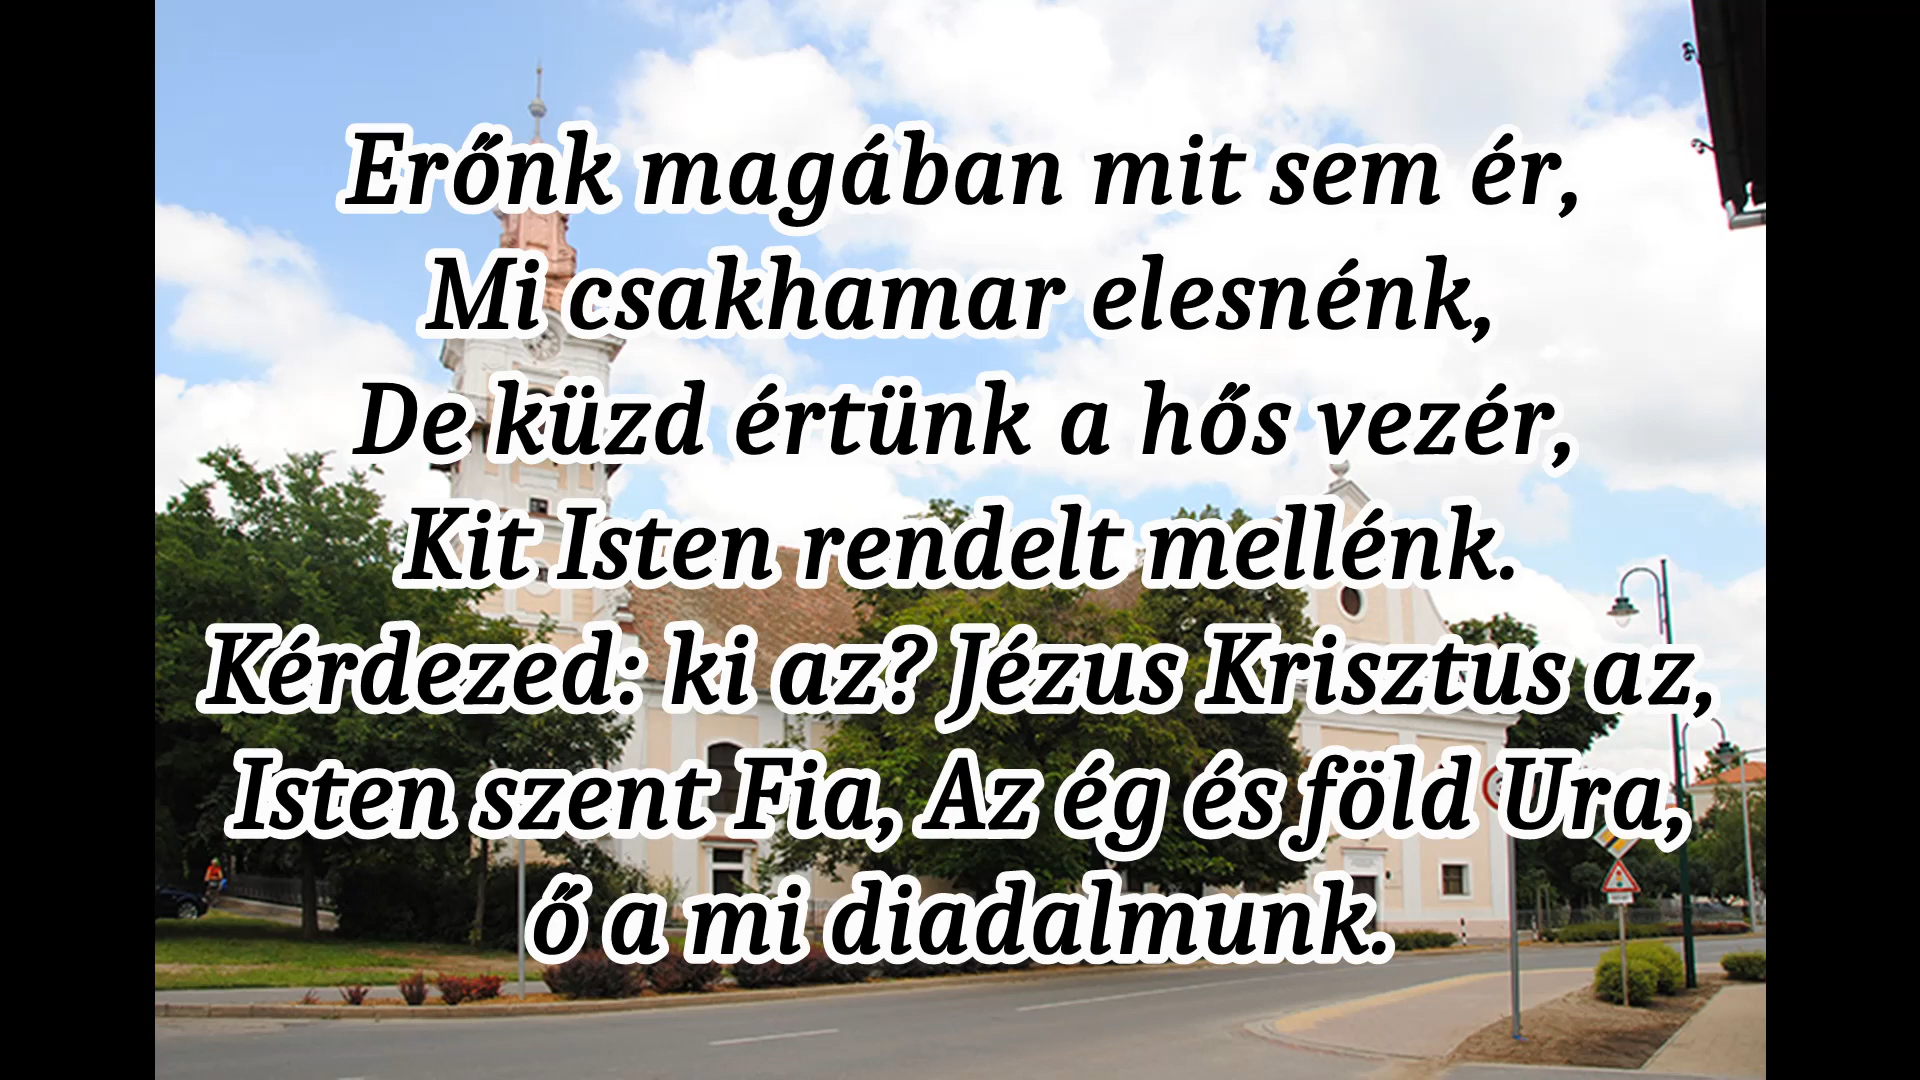 Erőnk magában mit sem ér,
Mi csakhamar elesnénk,
De küzd értünk a hős vezér,
Kit Isten rendelt mellénk.
Kérdezed: ki az? Jézus Krisztus az,
Isten szent Fia, Az ég és föld Ura,
ő a mi diadalmunk.